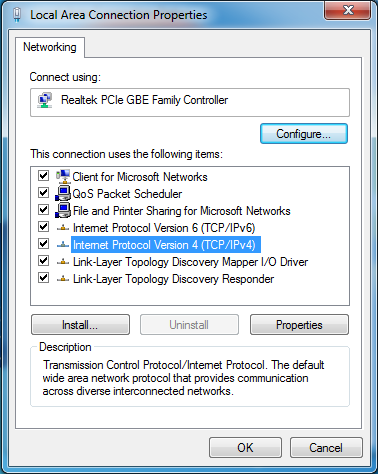 Local Area Connection Properties
Networking
Connect using:
Realtek PCIe GBE Family Controller
Configure...
This connection uses the following items:
Client for Microsoft Networks
QoS Packet Scheduler
File and Printer Sharing for Microsoft Networks
Internet Protocol Version 6 (TCP/IPv6)
Internet Protocol Version 4 (TCP/IPv4)
Link-Layer Topology Discovery Mapper I/O Driver
Link-Layer Topology Discovery Responder
Install... Uninstall Properties
Description
Transmission Control Protocol/Internet Protocol. The default
wide area network protocol that provides communication
across diverse interconnected networks.
OK Cancel